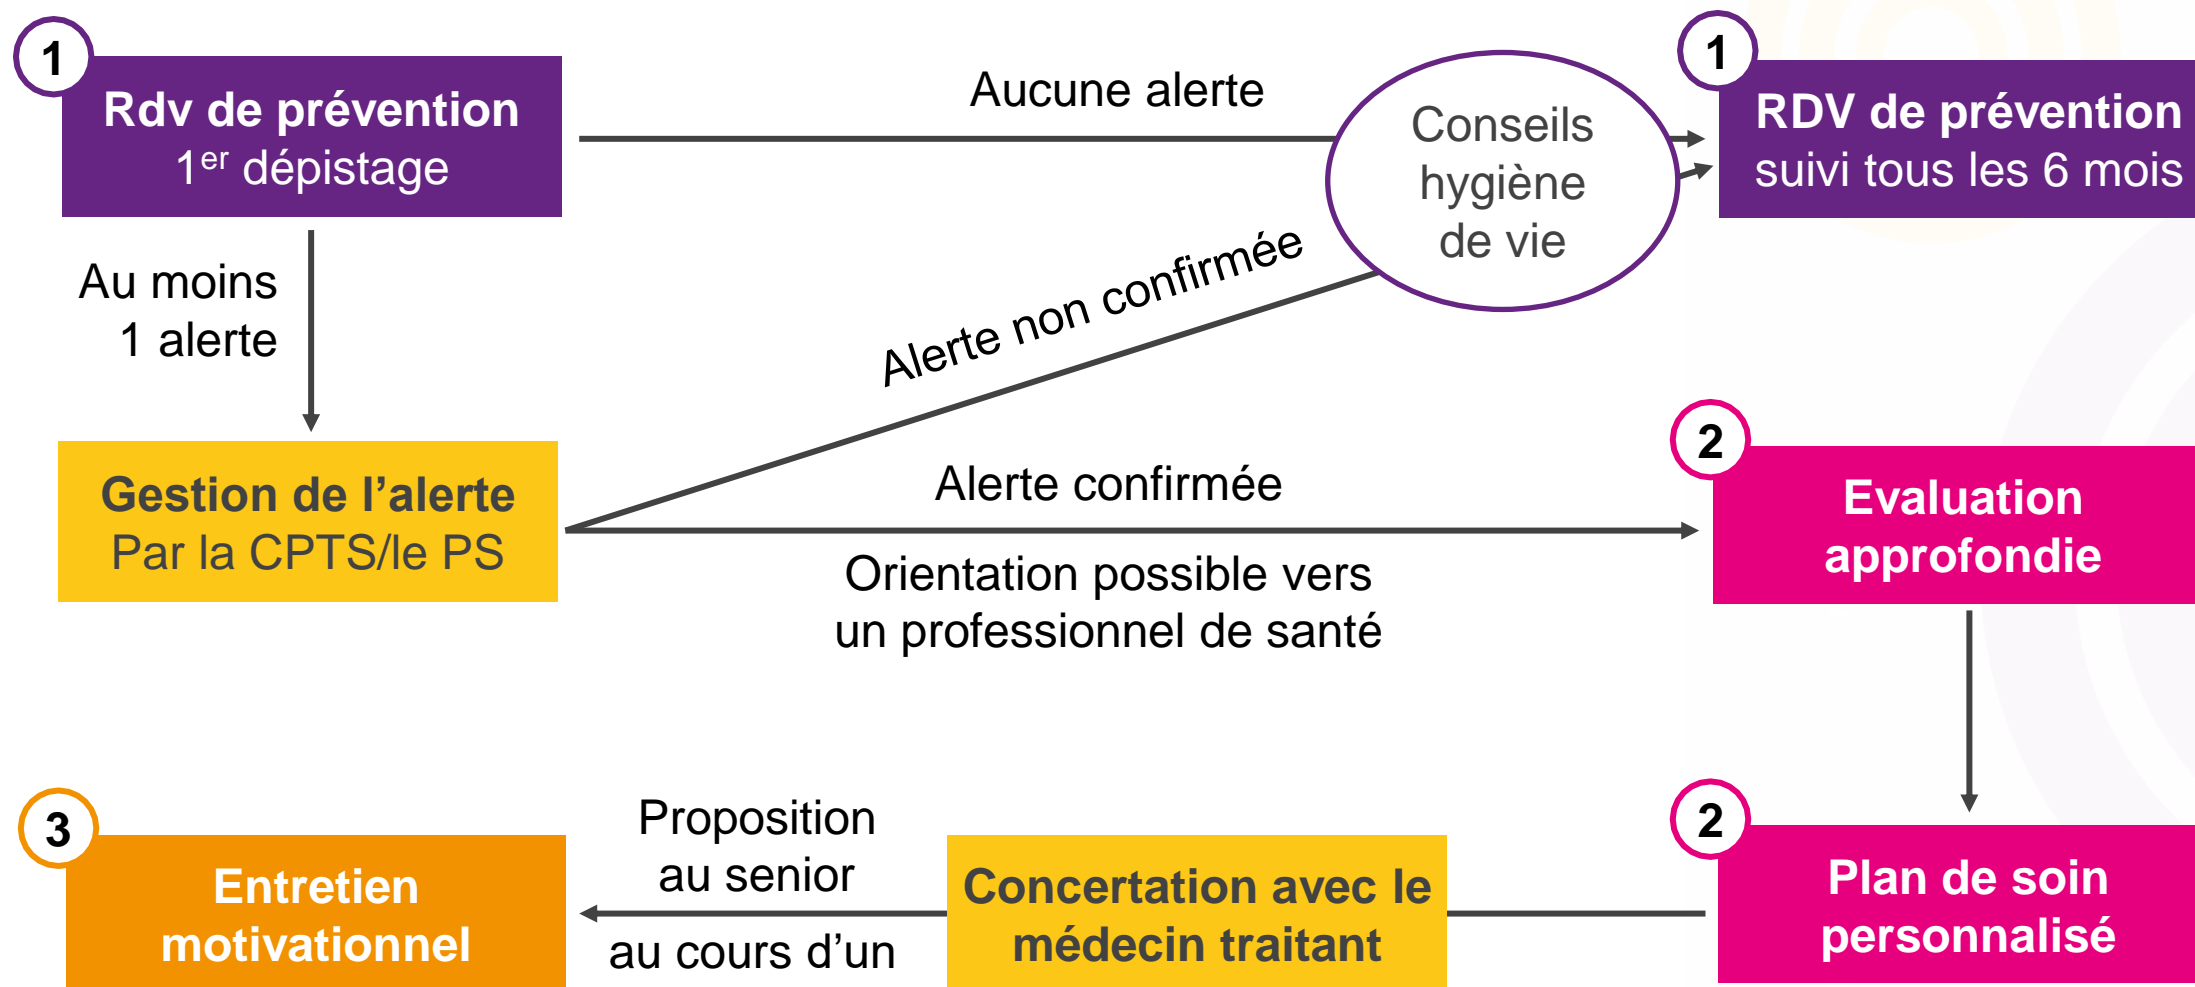 1
Rdv de prévention
1er dépistage
Aucune alerte
Conseils
hygiène
de vie
1
RDV de prévention
suivi tous les 6 mois
Au moins
1 alerte
Alerte non confirmée
Gestion de l’alerte
Par la CPTS/le PS
Alerte confirmée
Orientation possible vers
un professionnel de santé
2
Evaluation
approfondie
3
Entretien
motivationnel
Proposition
au senior
au cours d’un
Concertation avec le
médecin traitant
2
Plan de soin
personnalisé